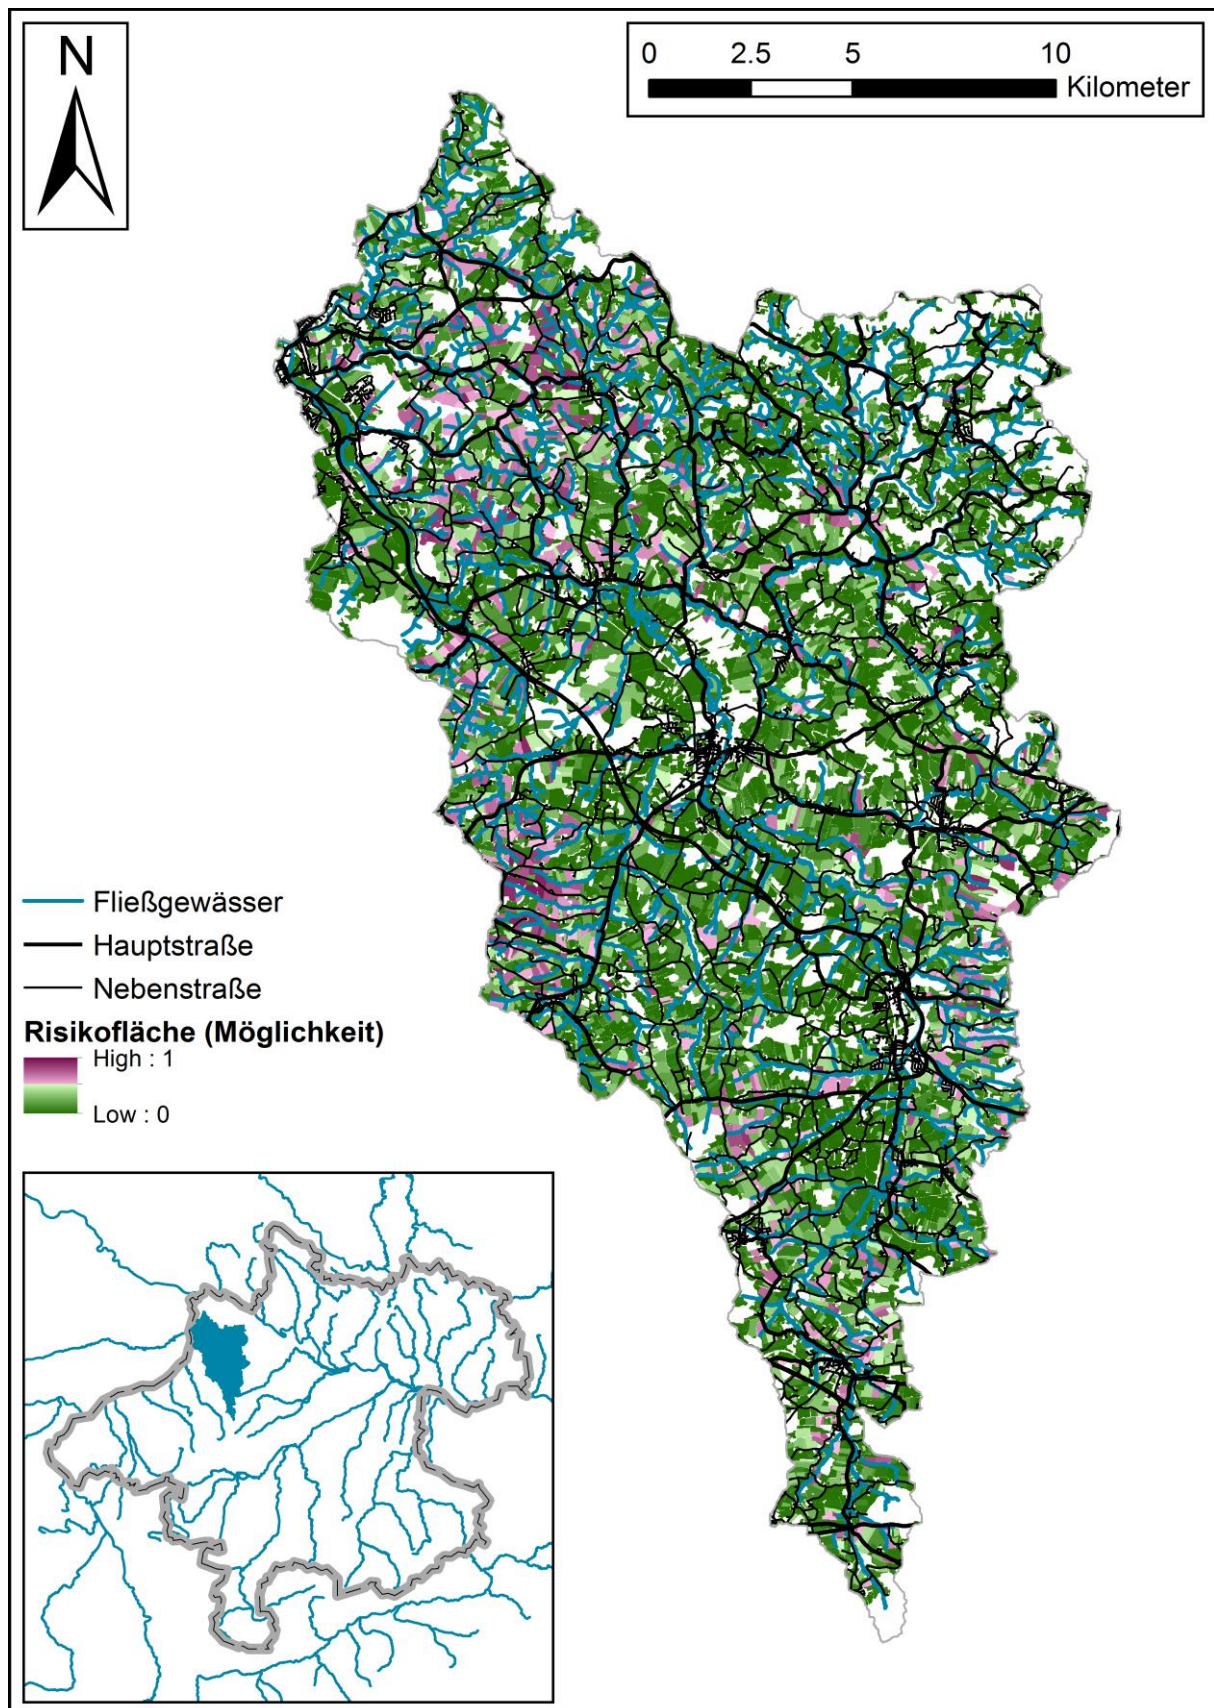 N
0 2.5 5 10
Kilometer
Fließgewässer
Hauptstraße
Nebenstraße
Risikofläche (Möglichkeit)
High : 1
Low : 0